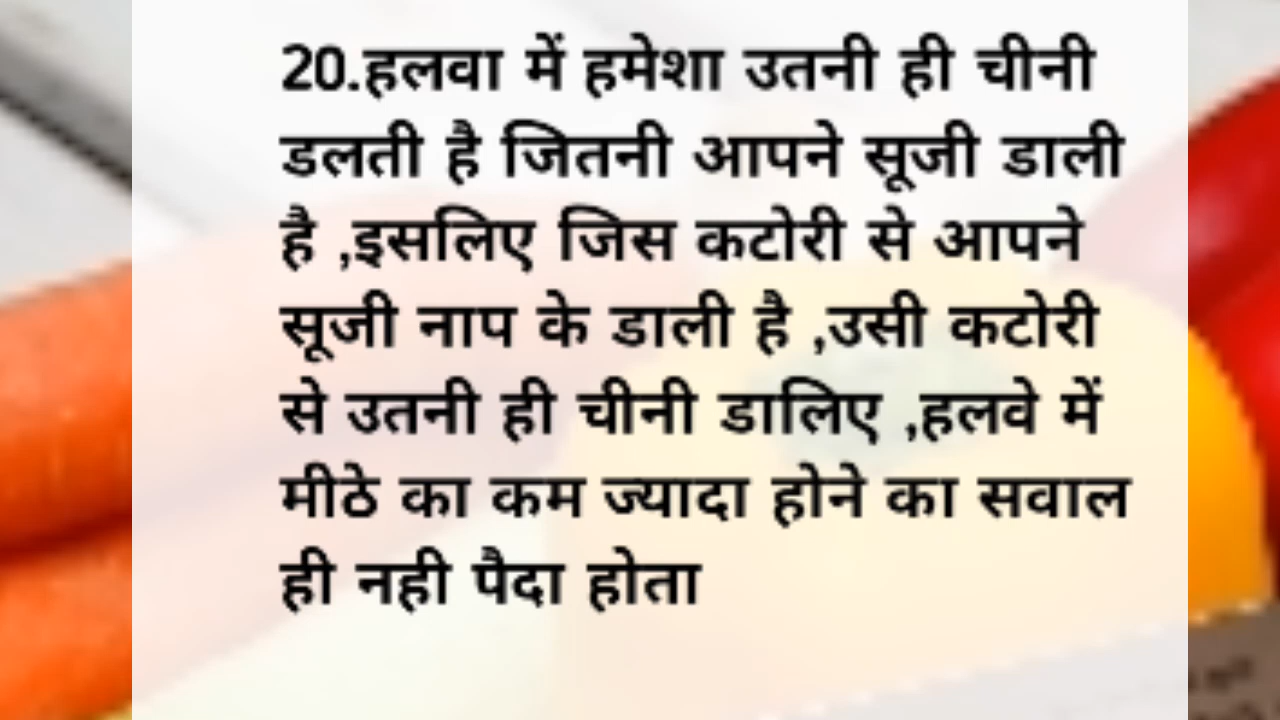 20.हलवा में हमेशा उतनी ही चीनी
डलती है जितनी आपने सूजी डाली
है ,इसलिए जिस कटोरी से आपने
सूजी नाप के डाली है ,उसी कटोरी
से उतनी ही चीनी डालिए ,हलवे में
मीठे का कम ज्यादा होने का सवाल
ही नही पैदा होता